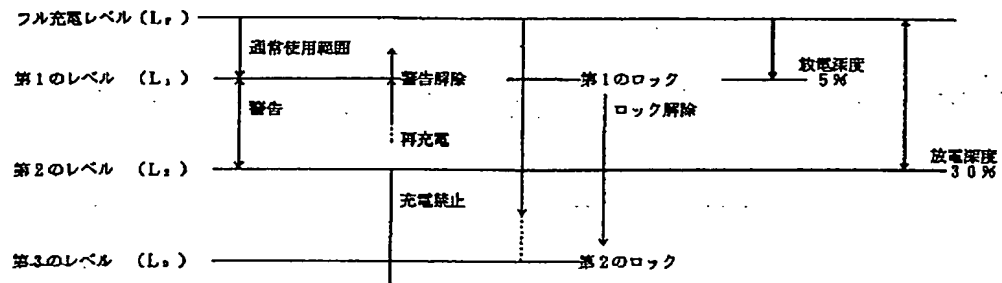 フル充電レベル(L_F)
通常使用範囲
第1のレベル (L_1)
警告解除
第1のロック
放電深度
5%
警告
ロック解除
再充電
第2のレベル (L_2)
放電深度
30%
充電禁止
第3のレベル (L_3)
第2のロック